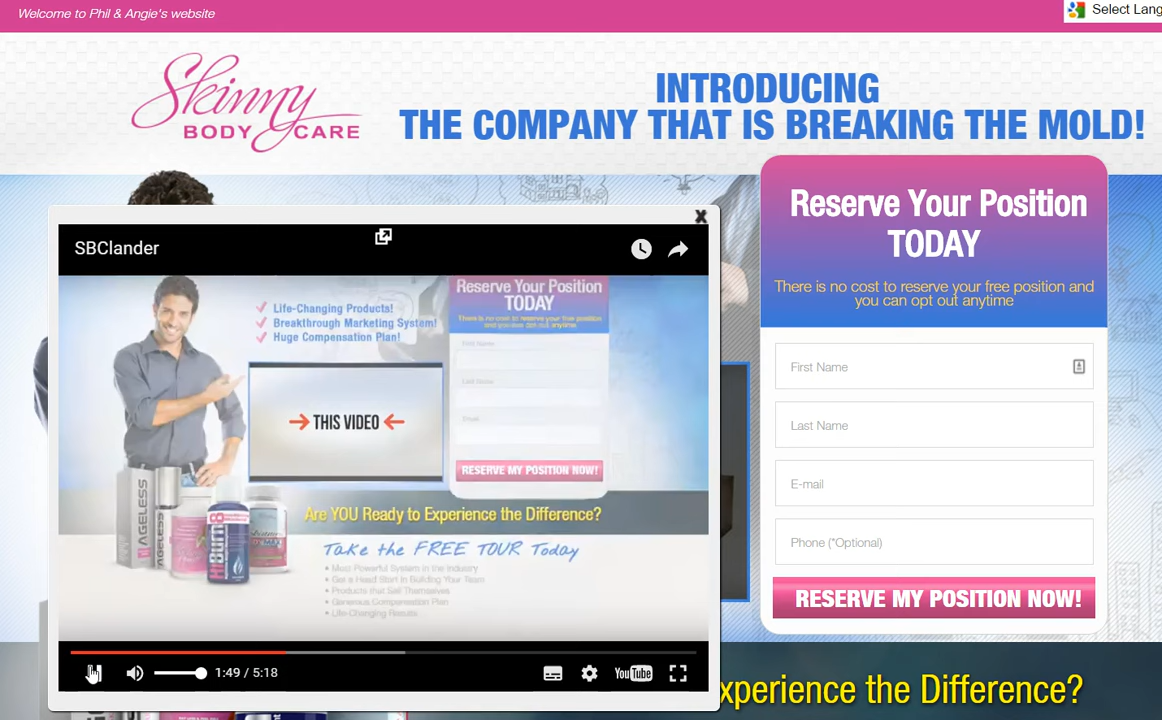 Welcome to Phil & Angie's website
Select Lang
Skinny
BODY CARE
INTRODUCING
THE COMPANY THAT IS BREAKING THE MOLD!
Reserve Your Position
TODAY
There is no cost to reserve your free position and
you can opt out anytime
First Name
Last Name
E-mail
Phone (*Optional)
RESERVE MY POSITION NOW!
SBClander
Life-Changing Products!
Breakthrough Marketing System!
Huge Compensation Plan!
Reserve Your Position
TODAY
There is no cost to reserve your free position
and you can opt out anytime
First Name
Last Name
Email
THIS VIDEO
RESERVE MY POSITION NOW!
AGELESS
AGELESS
HiBurn8
Are YOU Ready to Experience the Difference?
Take the FREE TOUR Today
• Most Powerful System in the Industry
• Get a Head Start in Building Your Team
• Products that Sell Themselves
• Generous Compensation Plan
• Life-Changing Results
1:49 / 5:18
YouTube
xperience the Difference?